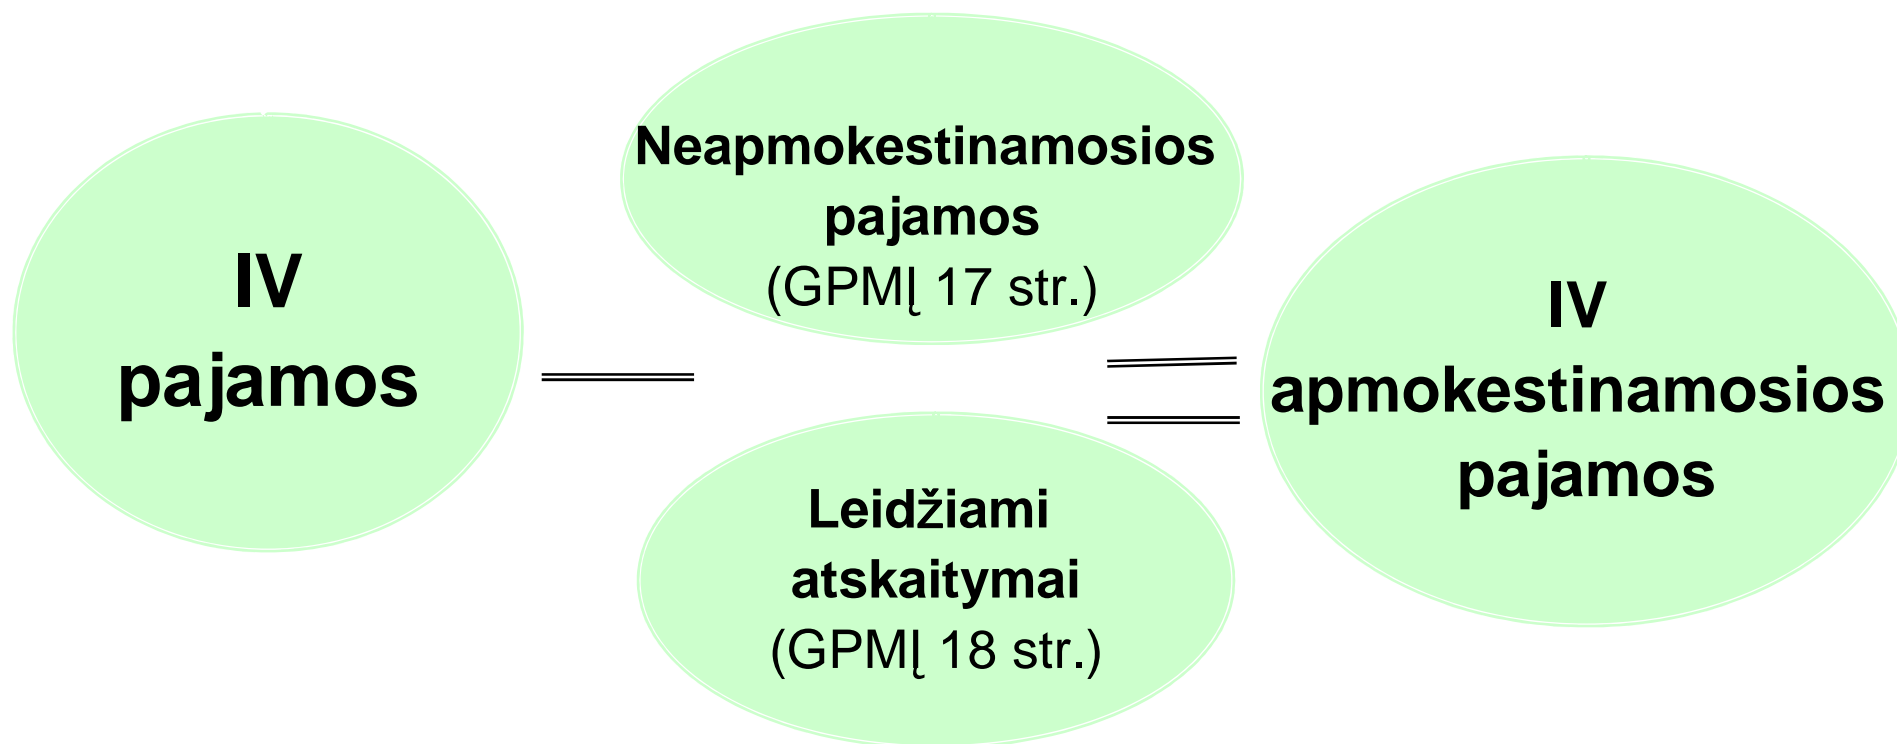 IV
pajamos
Neapmokestinamosios
pajamos
(GPMĮ 17 str.)
Leidžiami
atskaitymai
(GPMĮ 18 str.)
IV
apmokestinamosios
pajamos